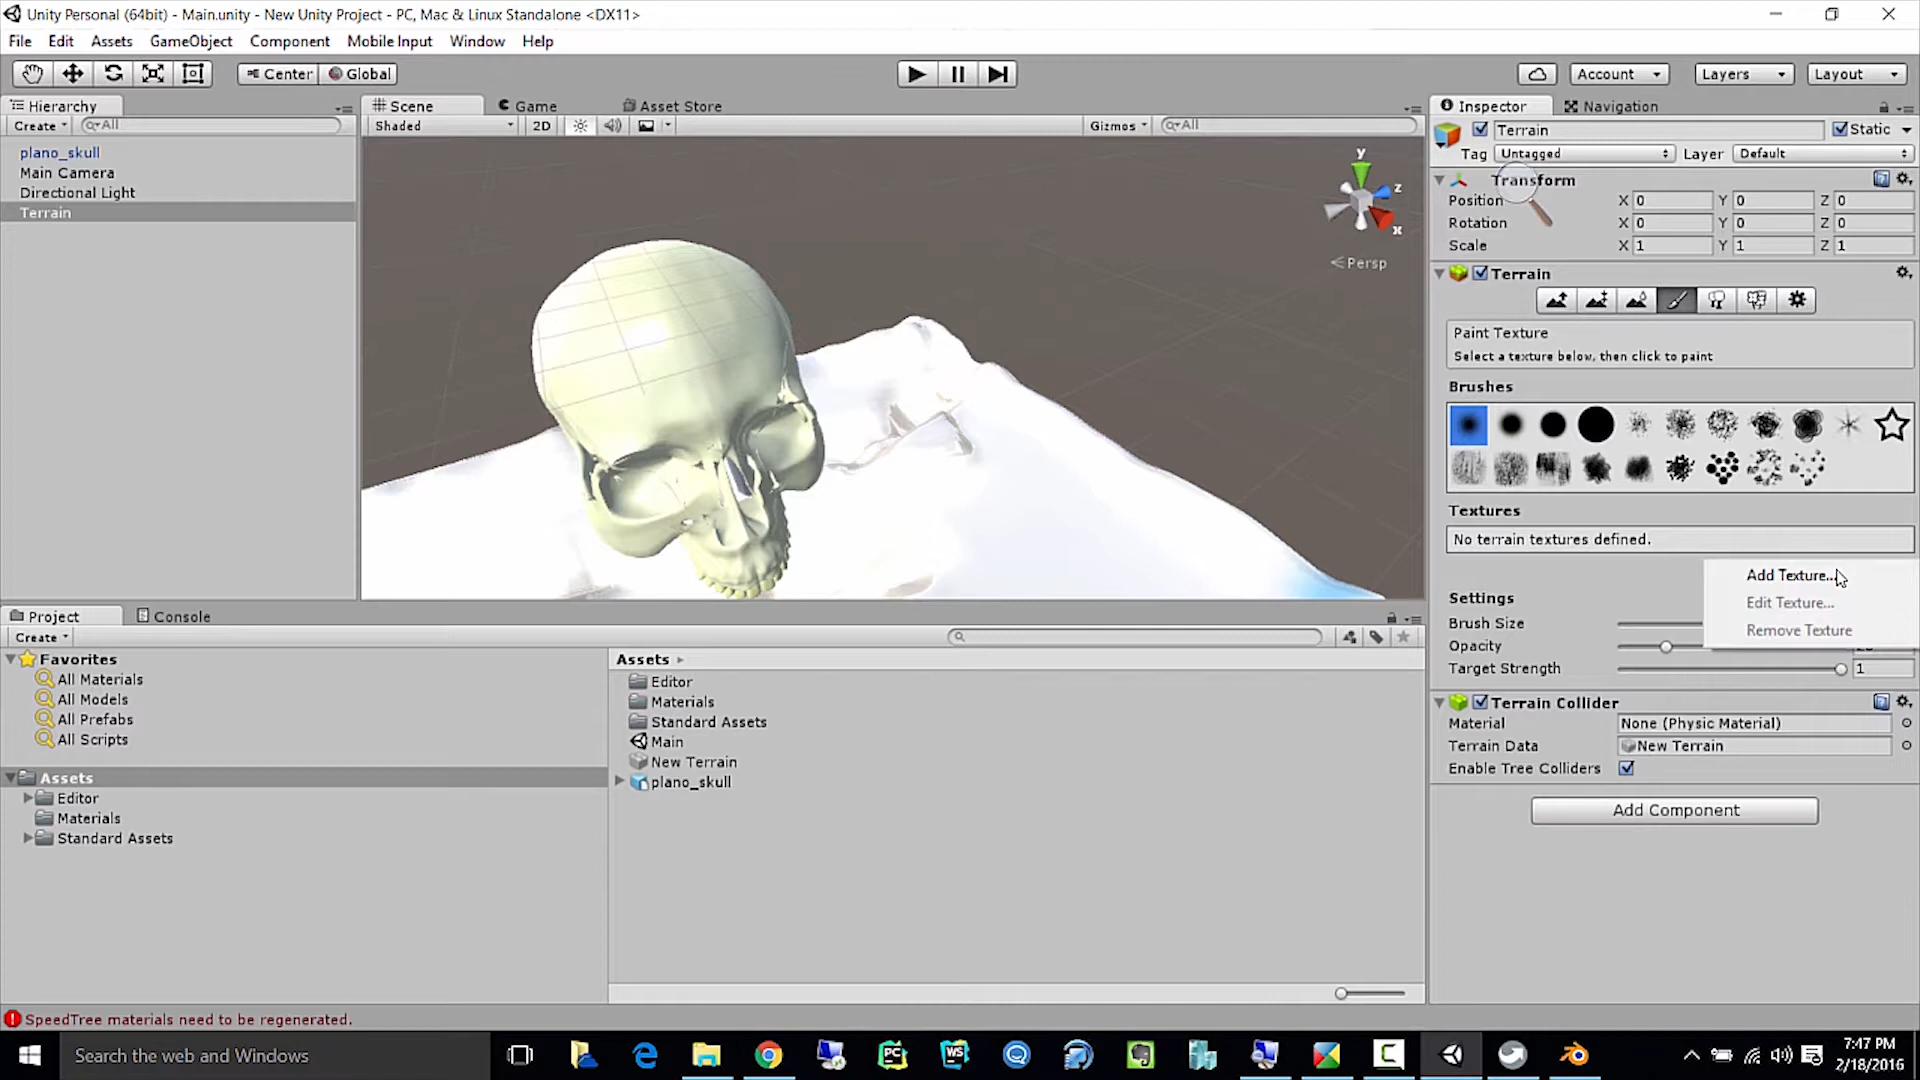 Unity Personal (64bit) - Main.unity - New Unity Project - PC, Mac & Linux Standalone <DX11>
File Edit Assets GameObject Component Mobile Input Window Help
Center Global Account Layers Layout
Hierarchy
Create All
plano_skull
Main Camera
Directional Light
Terrain
Scene Game Asset Store
Shaded 2D Gizmos All
y
z
x
Persp
Inspector Navigation
Terrain Static
Tag Untagged Layer Default
Transform
Position X 0 Y 0 Z 0
Rotation X 0 Y 0 Z 0
Scale X 1 Y 1 Z 1
Terrain
Paint Texture
Select a texture below, then click to paint
Brushes
Textures
No terrain textures defined.
Add Texture...
Edit Texture...
Remove Texture
Settings
Brush Size
Opacity
Target Strength 1
Terrain Collider
Material None (Physic Material)
Terrain Data New Terrain
Enable Tree Colliders
Add Component
Project Console
Create
Favorites
All Materials
All Models
All Prefabs
All Scripts
Assets
Editor
Materials
Standard Assets
Assets
Editor
Materials
Standard Assets
Main
New Terrain
plano_skull
SpeedTree materials need to be regenerated.
Search the web and Windows
PC
WS
C
7:47 PM
2/18/2016